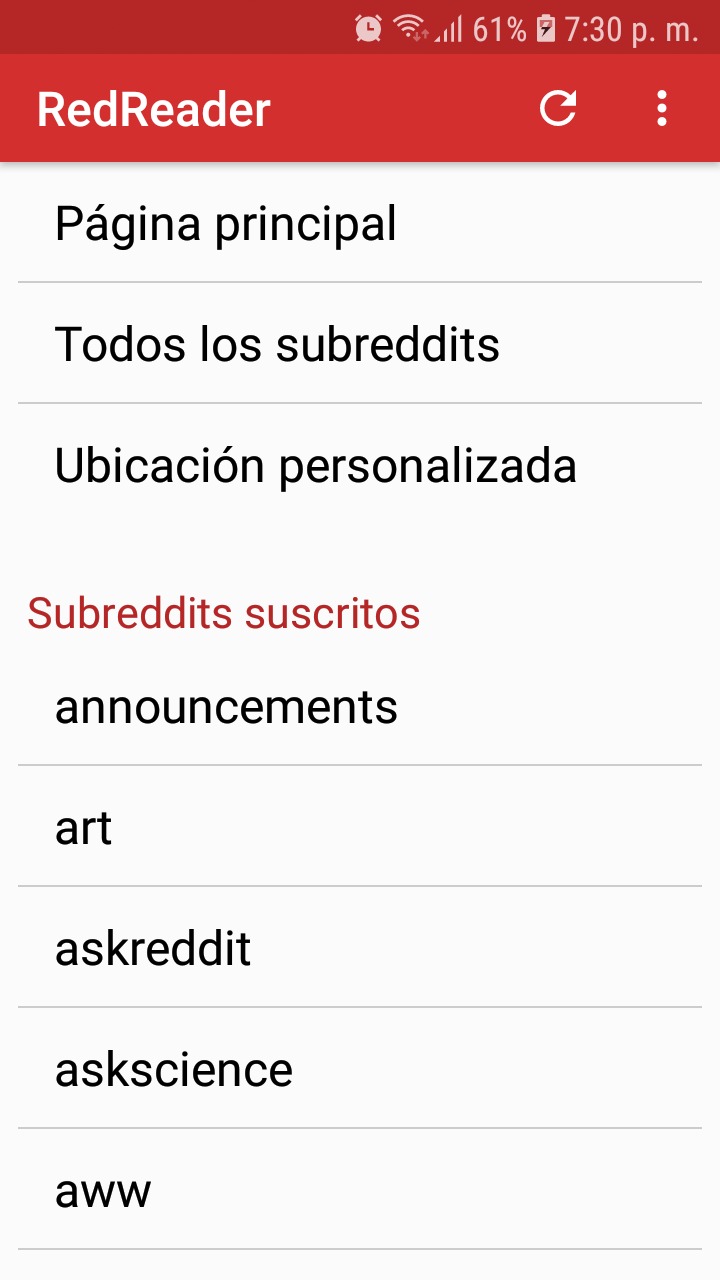 61% 7:30 p. m.
RedReader
Página principal
Todos los subreddits
Ubicación personalizada
Subreddits suscritos
announcements
art
askreddit
askscience
aww